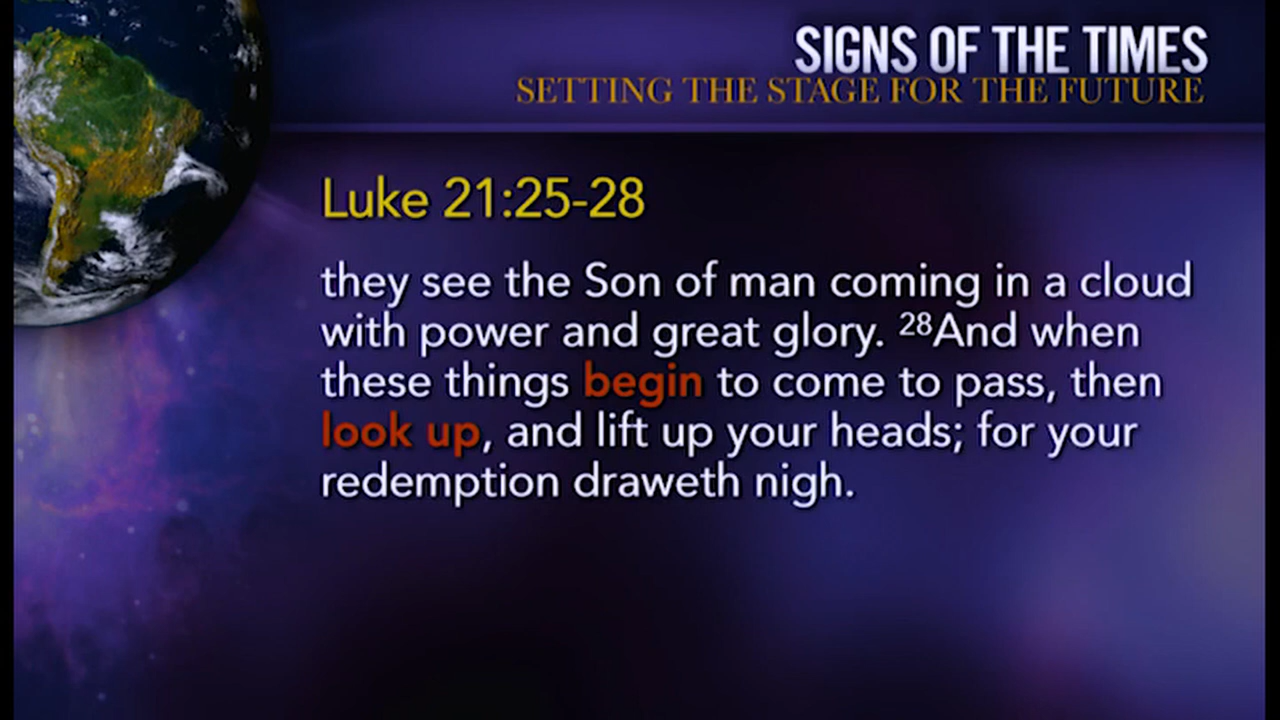 SIGNS OF THE TIMES
SETTING THE STAGE FOR THE FUTURE
Luke 21:25-28
they see the Son of man coming in a cloud
with power and great glory. 28And when
these things begin to come to pass, then
look up, and lift up your heads; for your
redemption draweth nigh.